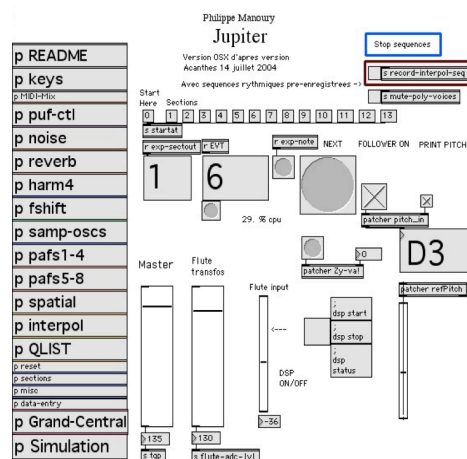 Philippe Manoury
Jupiter
Version OSX d'apres version
Acanthes 14 juillet 2004
Avec sequences rythmiques pre-enregistrees ->
Stop sequences
s record-interpol-seq
s mute-poly-voices
p README
p keys
p MIDI-Mix
p puf-ctl
p noise
p reverb
p harm4
p fshift
p samp-oscs
p pafs1-4
p pafs5-8
p spatial
p interpol
p QLIST
p reset
p sections
p misc
p data-entry
p Grand-Central
p Simulation
Start
Here Sections
0 1 2 3 4 5 6 7 8 9 10 11 12 13
s startat
r exp-sectout
r EVT
r exp-note
NEXT
FOLLOWER ON
PRINT PITCH
1
6
29. % cpu
patcher pitch_in
D3
0
patcher Zy-va!
patcher refPitch
Master
Flute
transfos
Flute input
<---
;
dsp start
;
dsp stop
;
dsp
status
DSP
ON/OFF
135
130
-36
s tgp
s flute-adc-lvl